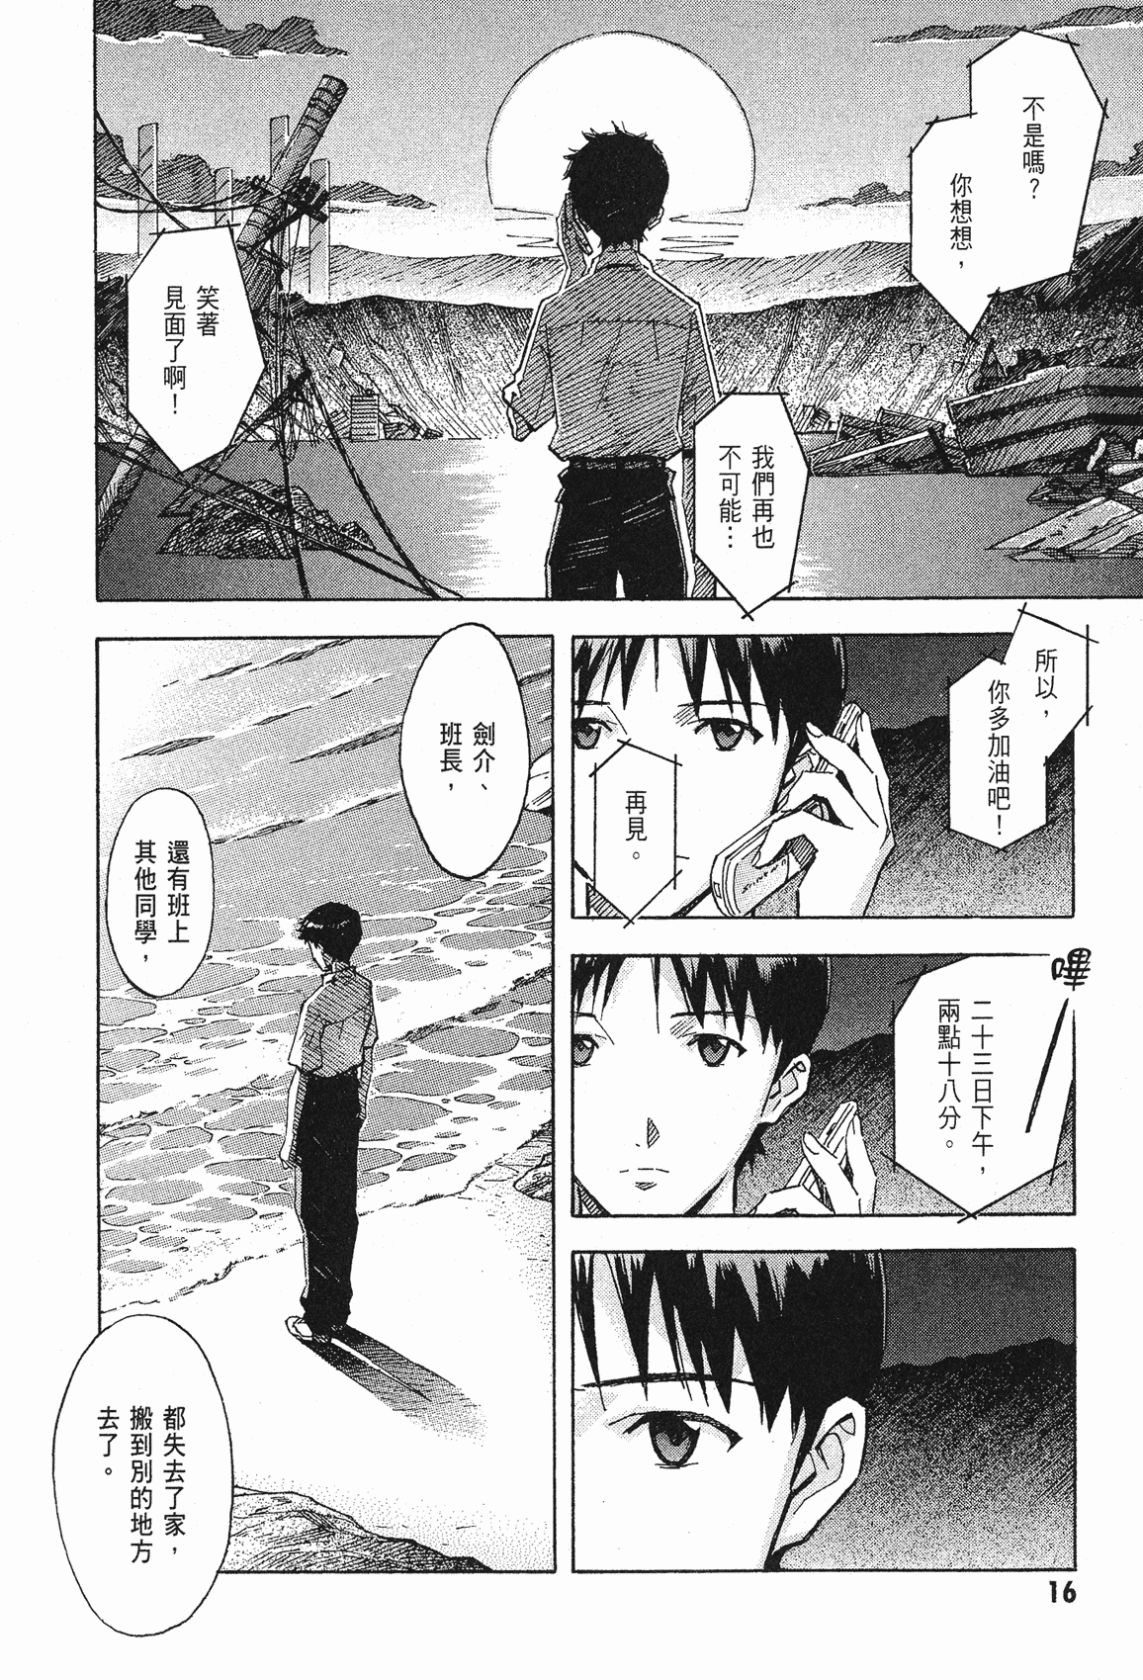 不是嗎？
你想想，
我們再也
不可能…
笑著
見面了啊！
所以，
你多加油吧！
再見。
嗶
二十三日下午，
兩點十八分。
劍介、
班長，
還有班上
其他同學，
都失去了家，
搬到別的地方
去了。
16